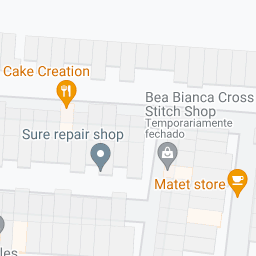 Cake Creation
Bea Bianca Cross
Stitch Shop
Temporariamente
fechado
Sure repair shop
Matet store